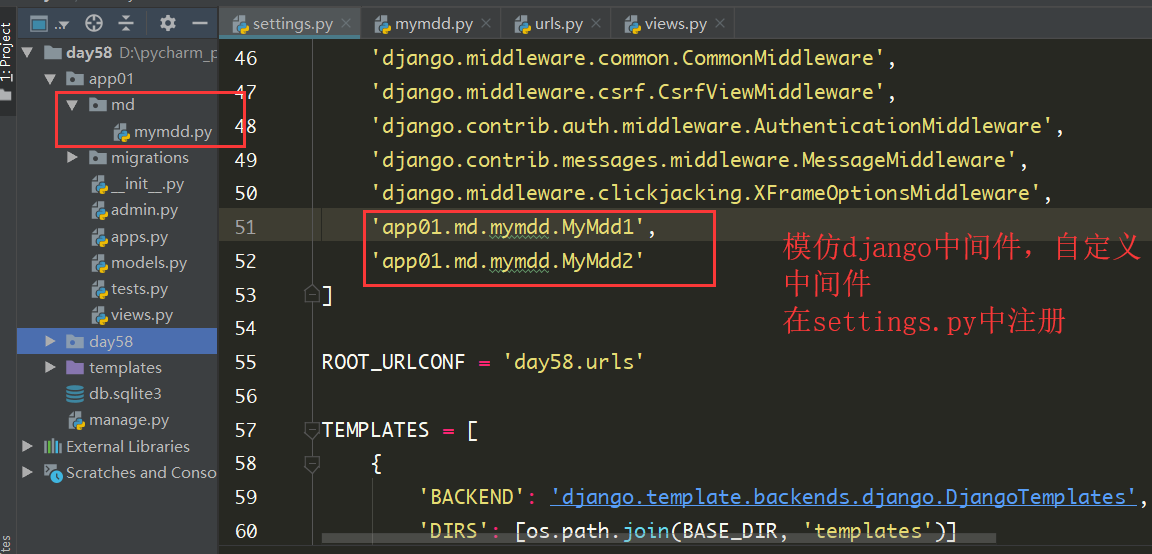 settings.py
mymdd.py
urls.py
views.py
1: Project
day58 D:\pycharm_p
app01
md
mymdd.py
migrations
__init__.py
admin.py
apps.py
models.py
tests.py
views.py
day58
templates
db.sqlite3
manage.py
External Libraries
Scratches and Conso
46 'django.middleware.common.CommonMiddleware',
47 'django.middleware.csrf.CsrfViewMiddleware',
48 'django.contrib.auth.middleware.AuthenticationMiddleware',
49 'django.contrib.messages.middleware.MessageMiddleware',
50 'django.middleware.clickjacking.XFrameOptionsMiddleware',
51 'app01.md.mymdd.MyMdd1',
52 'app01.md.mymdd.MyMdd2'
53 ]
54
55 ROOT_URLCONF = 'day58.urls'
56
57 TEMPLATES = [
58 {
59 'BACKEND': 'django.template.backends.django.DjangoTemplates',
60 'DIRS': [os.path.join(BASE_DIR, 'templates')]
模仿django中间件，自定义
中间件
在settings.py中注册